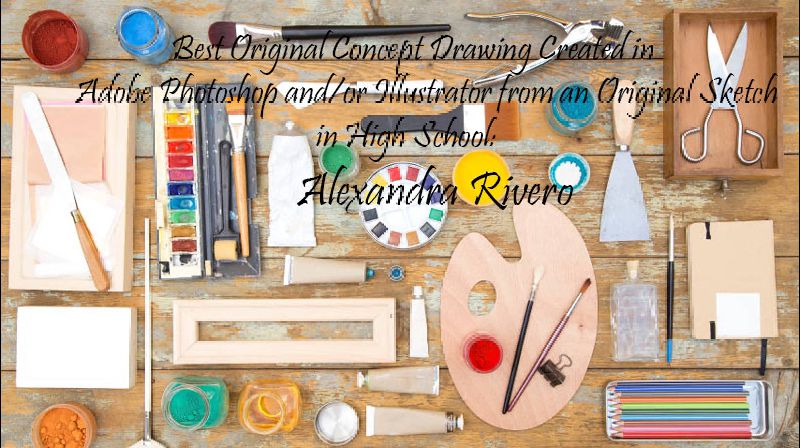 Best Original Concept Drawing Created in
Adobe Photoshop and/or Illustrator from an Original Sketch
in High School:
Alexandra Rivero